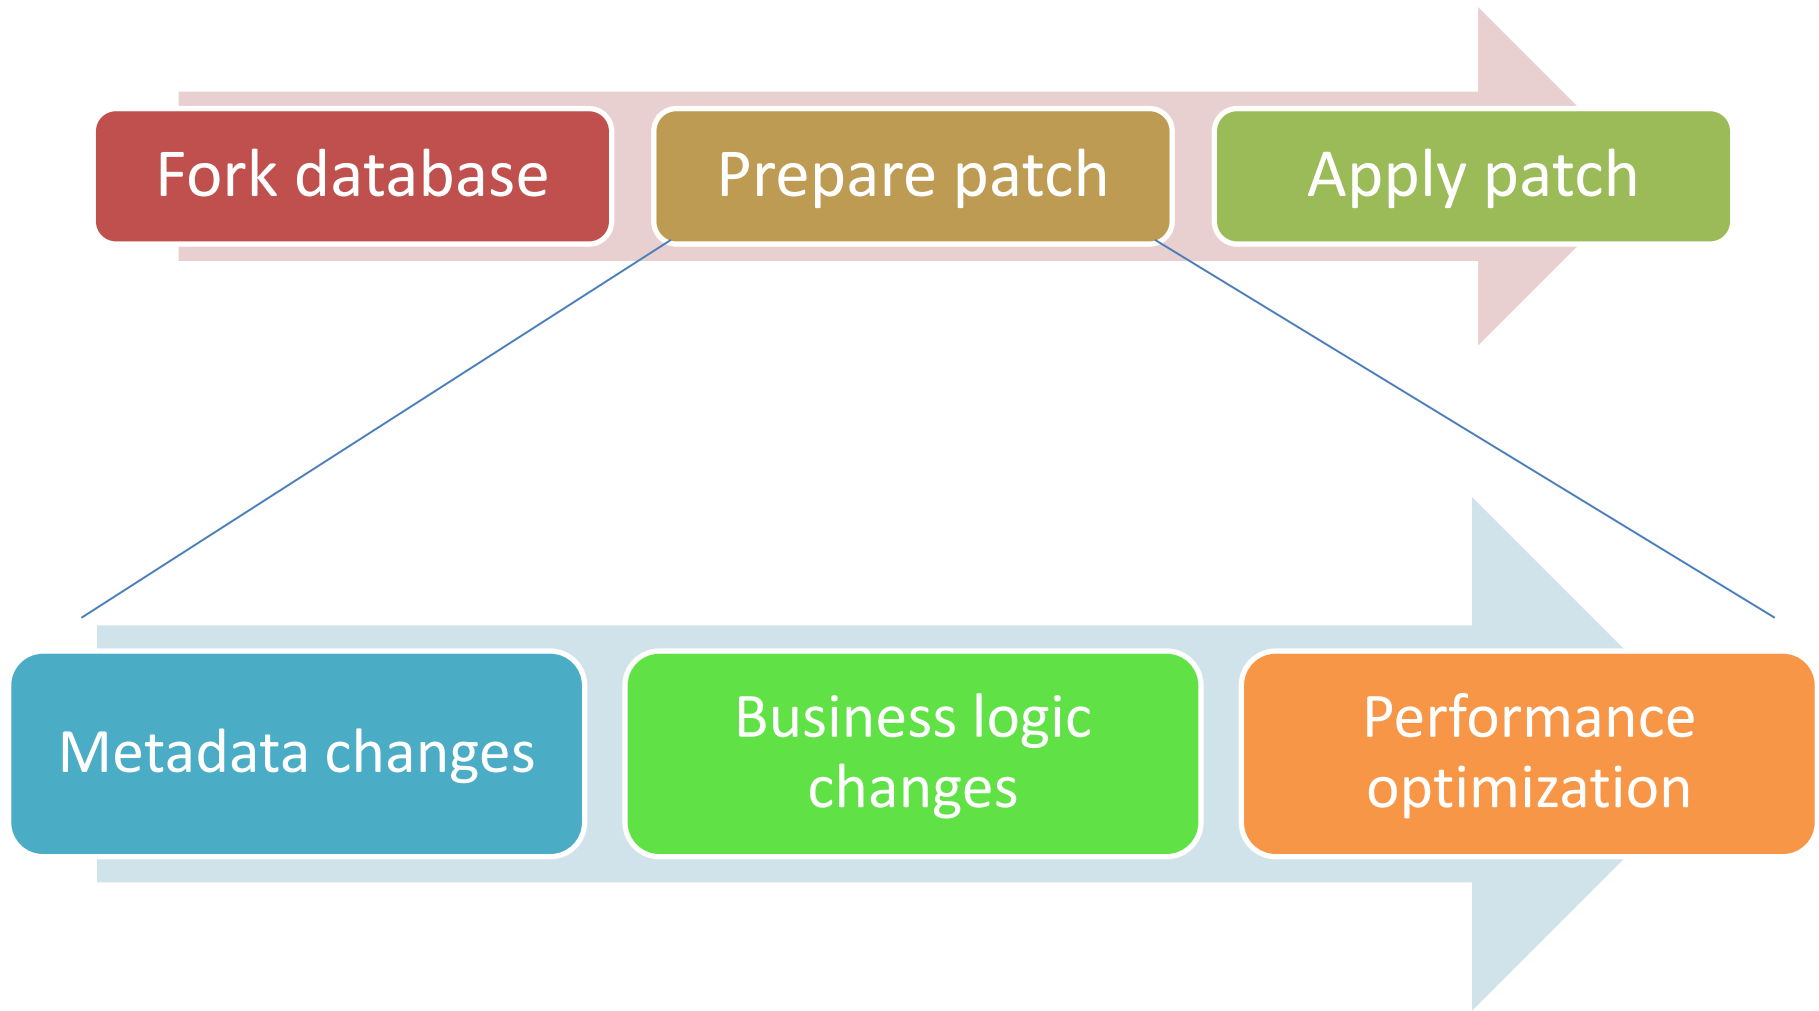 Fork database
Prepare patch
Apply patch
Metadata changes
Business logic
changes
Performance
optimization